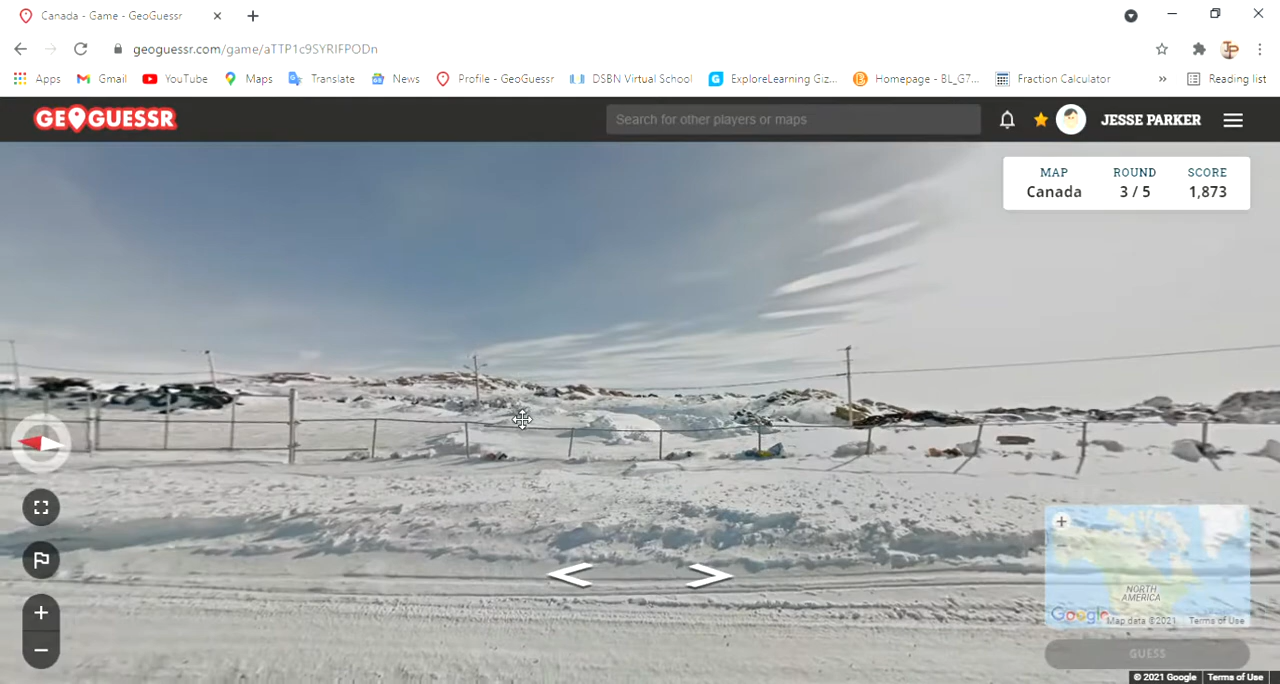 Canada - Game - GeoGuessr
geoguessr.com/game/aTTP1c9SYRIFPODn
Apps Gmail YouTube Maps Translate News Profile - GeoGuessr DSBN Virtual School ExploreLearning Giz... Homepage - BL_G7... Fraction Calculator » Reading list
GEOGUESSR Search for other players or maps JESSE PARKER
MAP ROUND SCORE
Canada 3 / 5 1,873
NORTH
AMERICA
Google Map data ©2021 Terms of Use
GUESS
© 2021 Google Terms of Use